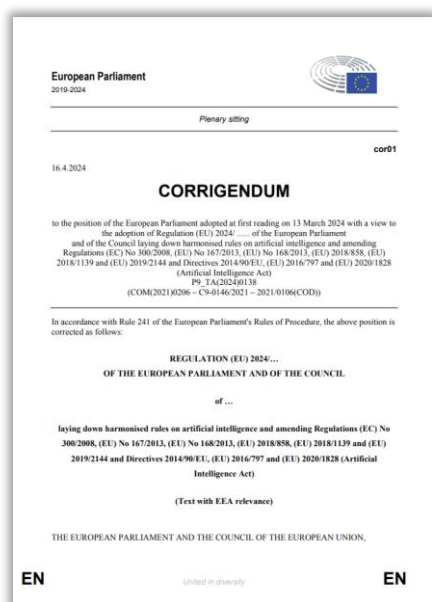 European Parliament
2019-2024
Plenary sitting
cor01
16.4.2024
CORRIGENDUM
to the position of the European Parliament adopted at first reading on 13 March 2024 with a view to
the adoption of Regulation (EU) 2024/ ...... of the European Parliament
and of the Council laying down harmonised rules on artificial intelligence and amending
Regulations (EC) No 300/2008, (EU) No 167/2013, (EU) No 168/2013, (EU) 2018/858, (EU)
2018/1139 and (EU) 2019/2144 and Directives 2014/90/EU, (EU) 2016/797 and (EU) 2020/1828
(Artificial Intelligence Act)
P9_TA(2024)0138
(COM(2021)0206 – C9-0146/2021 – 2021/0106(COD))
In accordance with Rule 241 of the European Parliament's Rules of Procedure, the above position is
corrected as follows:
REGULATION (EU) 2024/...
OF THE EUROPEAN PARLIAMENT AND OF THE COUNCIL
of ...
laying down harmonised rules on artificial intelligence and amending Regulations (EC) No
300/2008, (EU) No 167/2013, (EU) No 168/2013, (EU) 2018/858, (EU) 2018/1139 and (EU)
2019/2144 and Directives 2014/90/EU, (EU) 2016/797 and (EU) 2020/1828 (Artificial
Intelligence Act)
(Text with EEA relevance)
THE EUROPEAN PARLIAMENT AND THE COUNCIL OF THE EUROPEAN UNION,
EN United in diversity EN